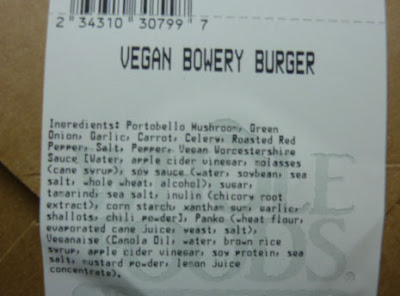 2 34310 30799 7
VEGAN BOWERY BURGER
Ingredients: Portobello Mushroom, Green
Onion, Garlic, Carrot, Celery, Roasted Red
Pepper, Salt, Pepper, Vegan Worcestershire
Sauce [Water, apple cider vinegar, molasses
(cane syrup), soy sauce (water, soybean, sea
salt, whole wheat, alcohol), sugar,
tamarind, sea salt, inulin (chicory root
extract), corn starch, xanthan gum, garlic,
shallots, chili powder], Panko (wheat flour,
evaporated cane Juice, yeast, salt),
Veganaise (Canola Oil, water, brown rice
syrup, apple cider vinegar, soy protein, sea
salt, mustard powder, lemon Juice
concentrate).